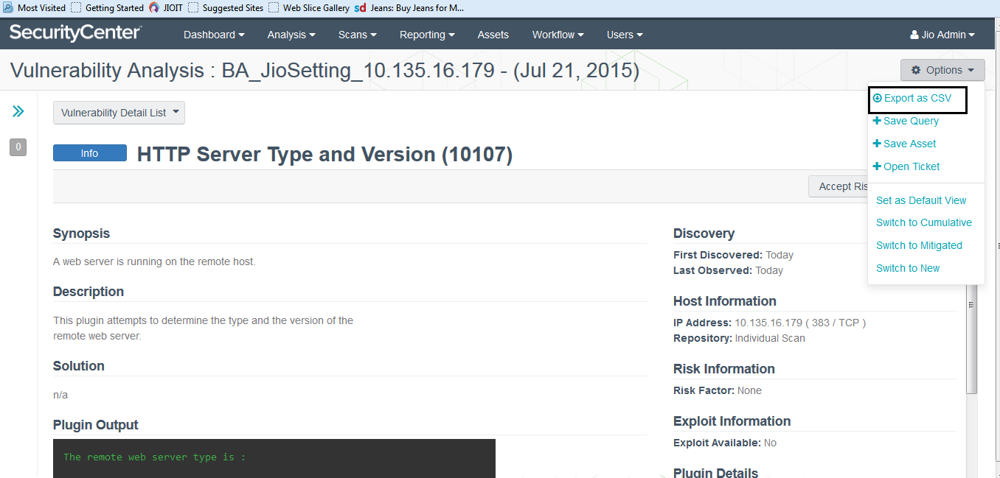 Most Visited Getting Started JIOIT Suggested Sites Web Slice Gallery sd Jeans: Buy Jeans for M...
SecurityCenter Dashboard Analysis Scans Reporting Assets Workflow Users Jio Admin
Vulnerability Analysis : BA_JioSetting_10.135.16.179 - (Jul 21, 2015)
Options
Export as CSV
Save Query
Save Asset
Open Ticket
Set as Default View
Switch to Cumulative
Switch to Mitigated
Switch to New
0
Vulnerability Detail List
Info HTTP Server Type and Version (10107)
Accept Ris
Synopsis
A web server is running on the remote host.
Description
This plugin attempts to determine the type and the version of the
remote web server.
Solution
n/a
Plugin Output
The remote web server type is :
Discovery
First Discovered: Today
Last Observed: Today
Host Information
IP Address: 10.135.16.179 ( 383 / TCP )
Repository: Individual Scan
Risk Information
Risk Factor: None
Exploit Information
Exploit Available: No
Plugin Details